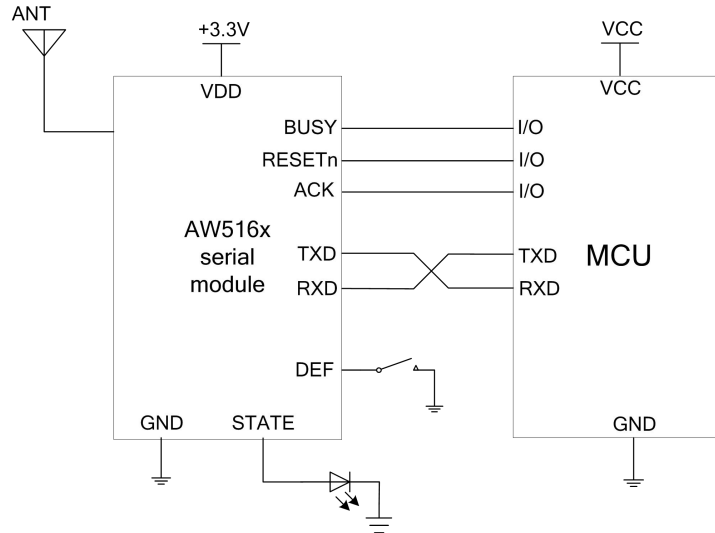 ANT
+3.3V
VDD
BUSY
RESETn
ACK
AW516x
serial
module
TXD
RXD
DEF
GND
STATE
VCC
VCC
I/O
I/O
I/O
TXD
RXD
MCU
GND